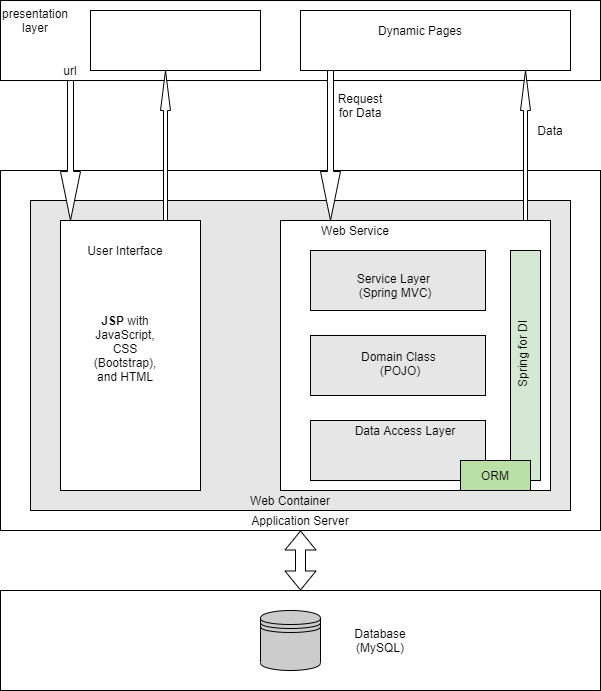 presentation
layer
Dynamic Pages
url
Request
for Data
Data
User Interface
JSP with
JavaScript,
CSS
(Bootstrap),
and HTML
Web Service
Service Layer
(Spring MVC)
Domain Class
(POJO)
Data Access Layer
Spring for DI
ORM
Web Container
Application Server
Database
(MySQL)